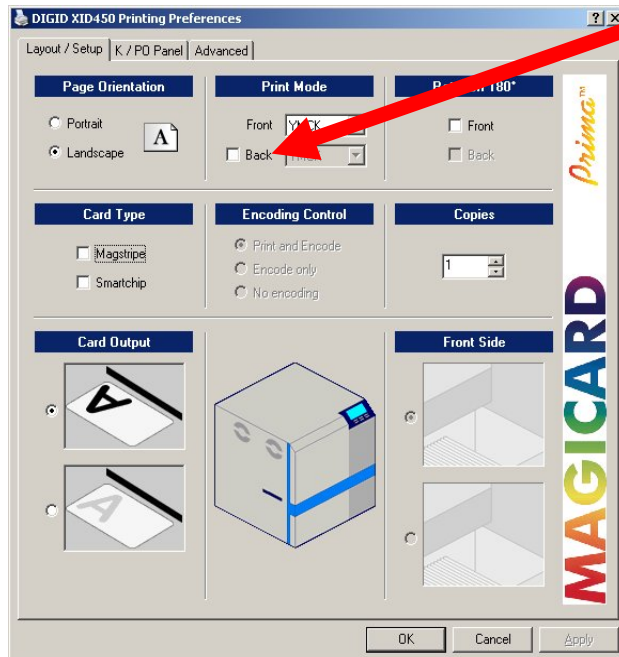 DIGID XID450 Printing Preferences
Layout / Setup
K / PO Panel
Advanced
Page Orientation
Portrait
Landscape
A
Print Mode
Front
Back
180°
Front
Back
Card Type
Magstripe
Smartchip
Encoding Control
Print and Encode
Encode only
No encoding
Copies
1
Card Output
A
A
Front Side
Prima™
MAGICARD
OK
Cancel
Apply